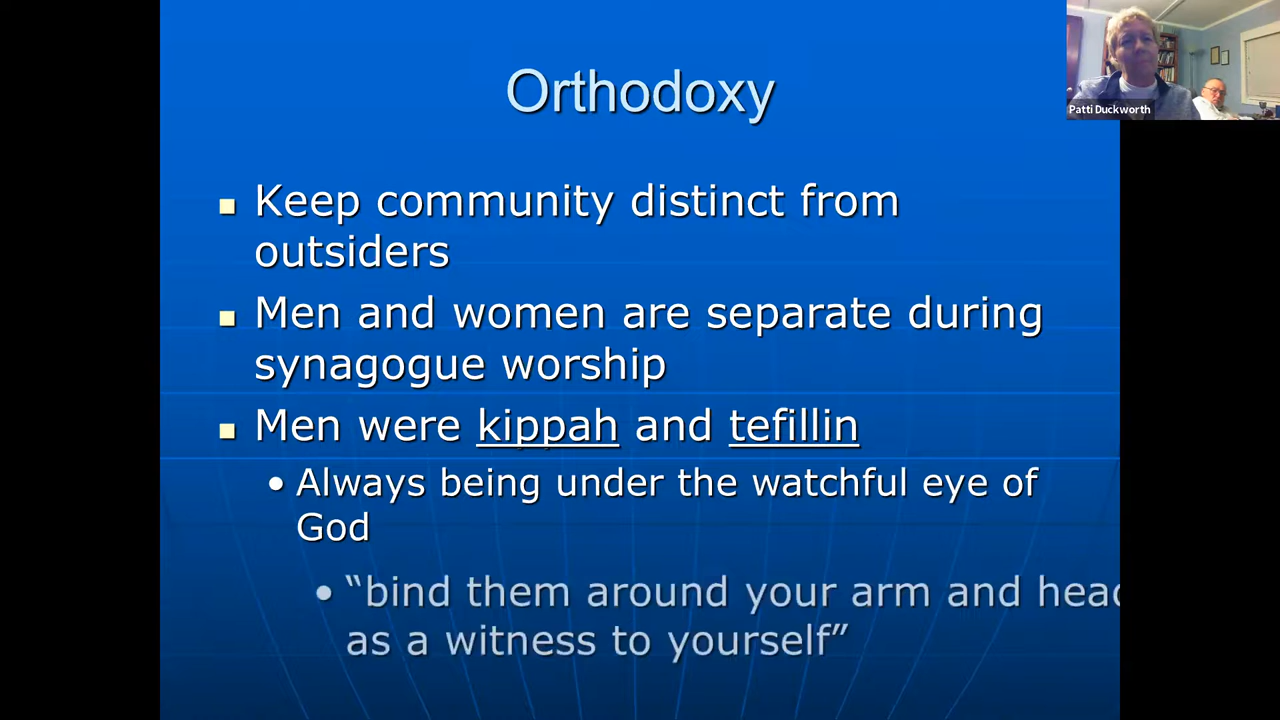 Orthodoxy
Patti Duckworth
Keep community distinct from
outsiders
Men and women are separate during
synagogue worship
Men were kippah and tefillin
Always being under the watchful eye of
God
“bind them around your arm and head
as a witness to yourself”